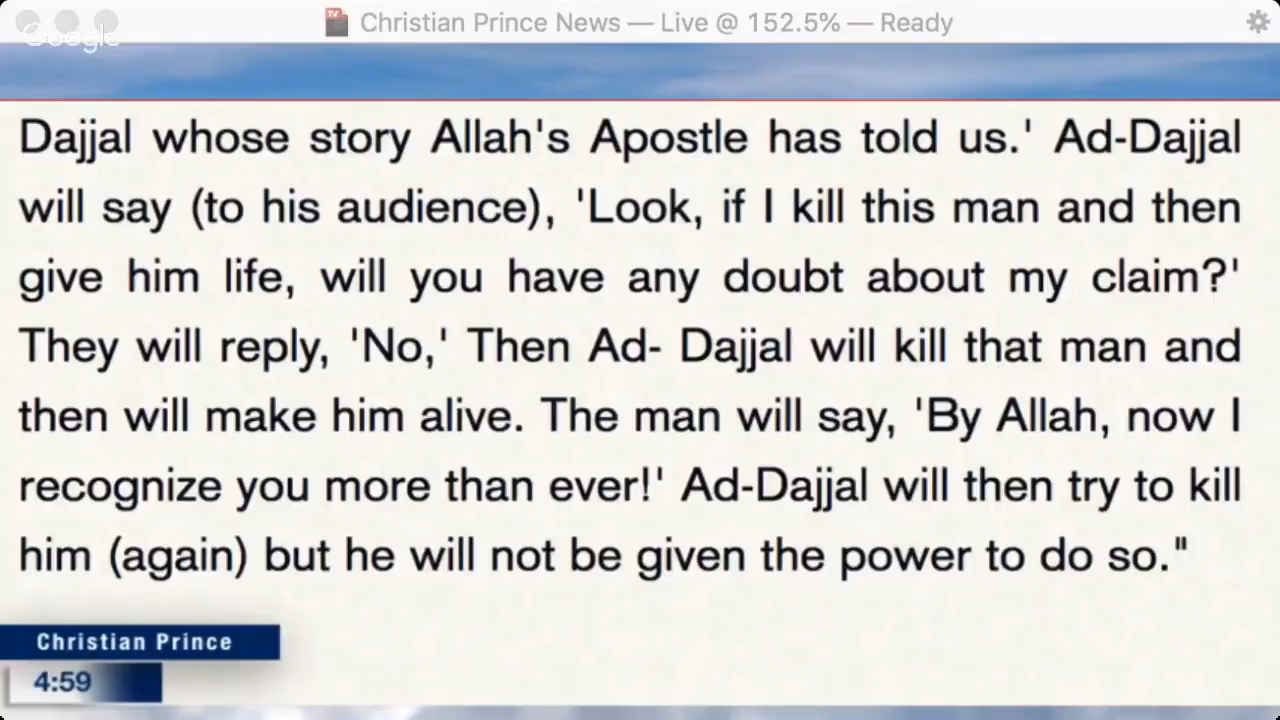 Christian Prince News — Live @ 152.5% — Ready
Google
Dajjal whose story Allah's Apostle has told us.' Ad-Dajjal
will say (to his audience), 'Look, if I kill this man and then
give him life, will you have any doubt about my claim?'
They will reply, 'No,' Then Ad- Dajjal will kill that man and
then will make him alive. The man will say, 'By Allah, now I
recognize you more than ever!' Ad-Dajjal will then try to kill
him (again) but he will not be given the power to do so."
Christian Prince
4:59